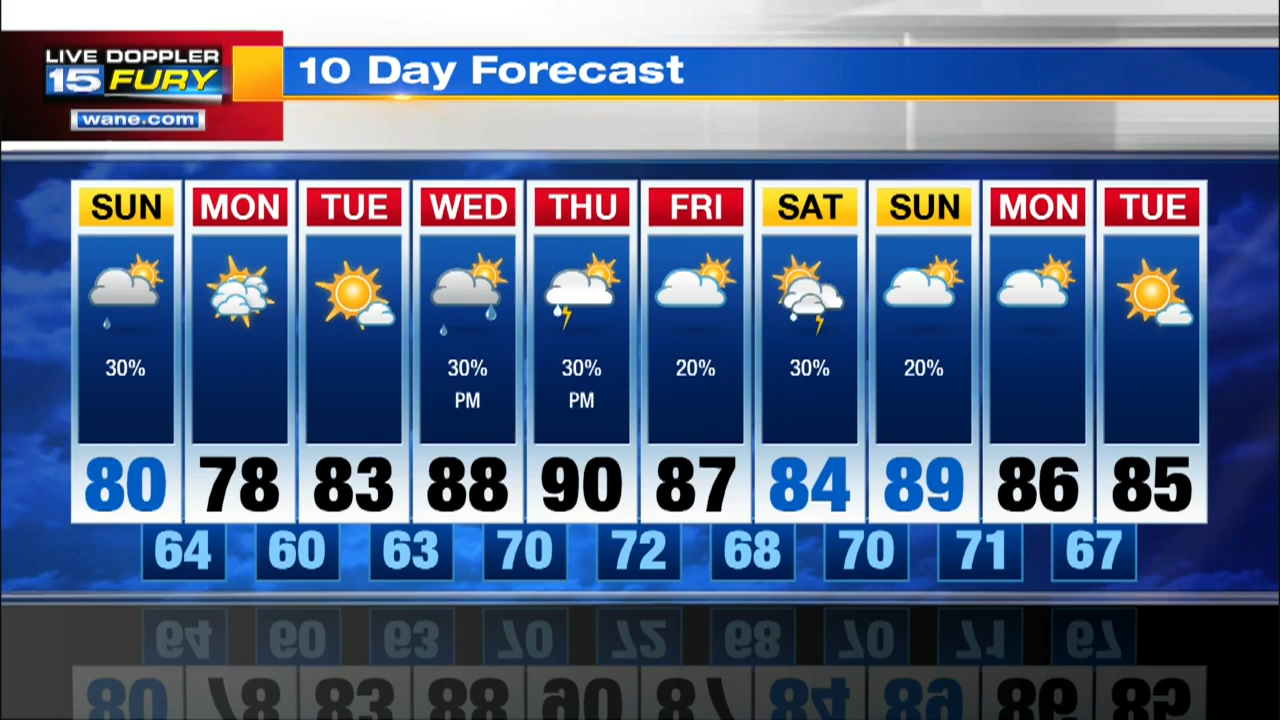 LIVE DOPPLER
15 FURY
wane.com
10 Day Forecast
SUN MON TUE WED THU FRI SAT SUN MON TUE
30% 30% 30% 20% 30% 20%
PM PM
80 78 83 88 90 87 84 89 86 85
64 60 63 70 72 68 70 71 67